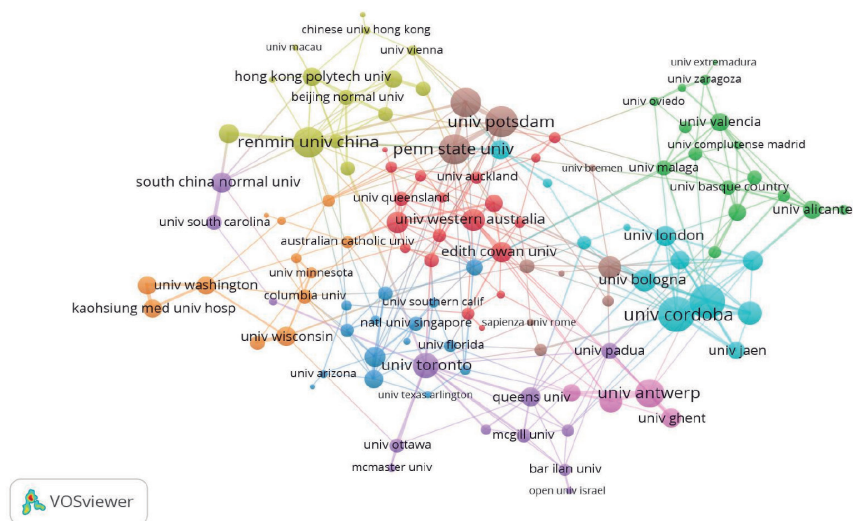 chinese univ hong kong
univ macau
univ vienna
hong kong polytech univ
beijing normal univ
univ extremadura
univ zaragoza
univ oviedo
univ valencia
univ potsdam
renmin univ china
penn state univ
univ complutense madrid
univ malaga
univ bremen
south china normal univ
univ auckland
univ basque country
univ queensland
univ alicante
univ south carolina
univ western australia
univ london
australian catholic univ
edith cowan univ
univ minnesota
univ bologna
univ washington
columbia univ
kaohsiung med univ hosp
univ southern calif
univ cordoba
natl univ singapore
sapienza univ rome
univ wisconsin
univ florida
univ padua
univ jaen
univ toronto
univ arizona
univ texas arlington
queens univ
univ antwerp
univ ghent
mcgill univ
univ ottawa
mcmaster univ
bar ilan univ
open univ israel
VOSviewer